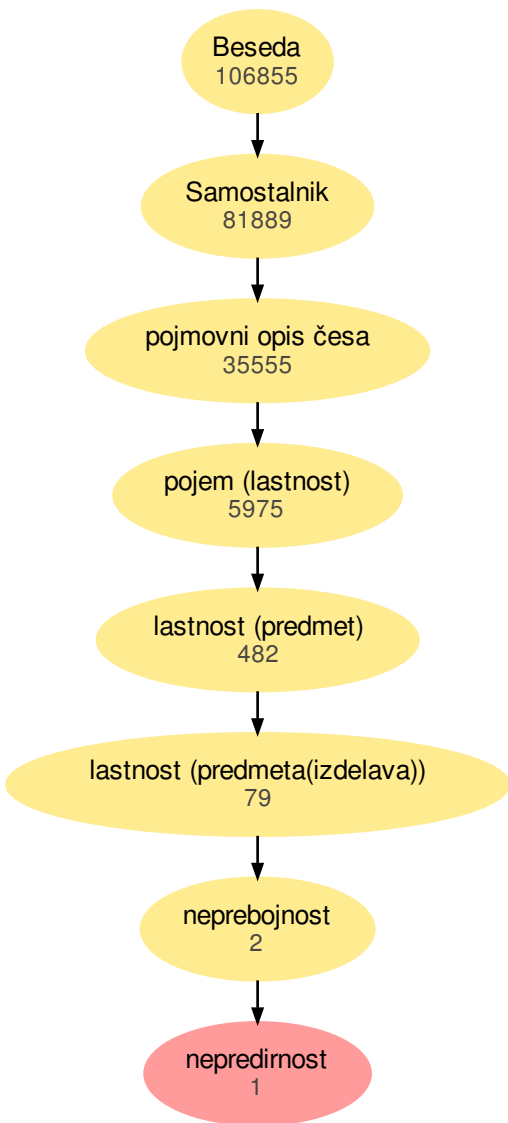 Beseda
106855
Samostalnik
81889
pojmovni opis česa
35555
pojem (lastnost)
5975
lastnost (predmet)
482
lastnost (predmeta(izdelava))
79
neprebojnost
2
nepredirnost
1